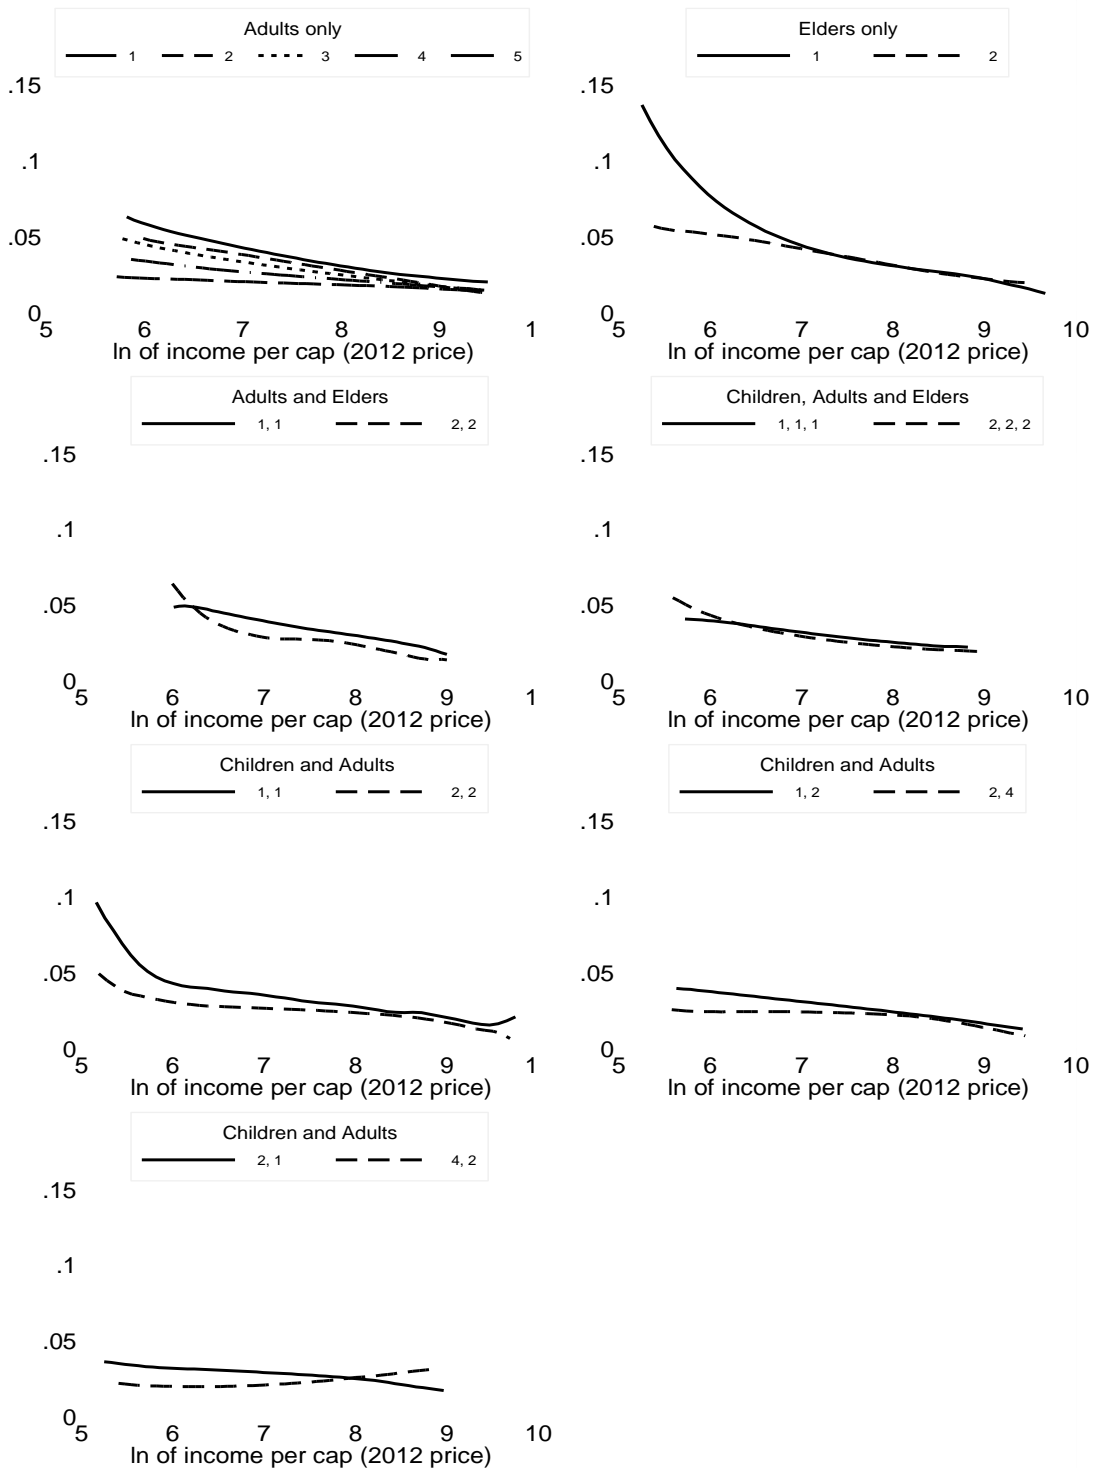 Adults only
1 2 3 4 5
.15
.1
.05
0
5 6 7 8 9 1
ln of income per cap (2012 price)
Elders only
1 2
.15
.1
.05
0
5 6 7 8 9 10
ln of income per cap (2012 price)
Adults and Elders
1, 1 2, 2
.15
.1
.05
0
5 6 7 8 9 1
ln of income per cap (2012 price)
Children, Adults and Elders
1, 1, 1 2, 2, 2
.15
.1
.05
0
5 6 7 8 9 10
ln of income per cap (2012 price)
Children and Adults
1, 1 2, 2
.15
.1
.05
0
5 6 7 8 9 1
ln of income per cap (2012 price)
Children and Adults
1, 2 2, 4
.15
.1
.05
0
5 6 7 8 9 10
ln of income per cap (2012 price)
Children and Adults
2, 1 4, 2
.15
.1
.05
0
5 6 7 8 9 10
ln of income per cap (2012 price)